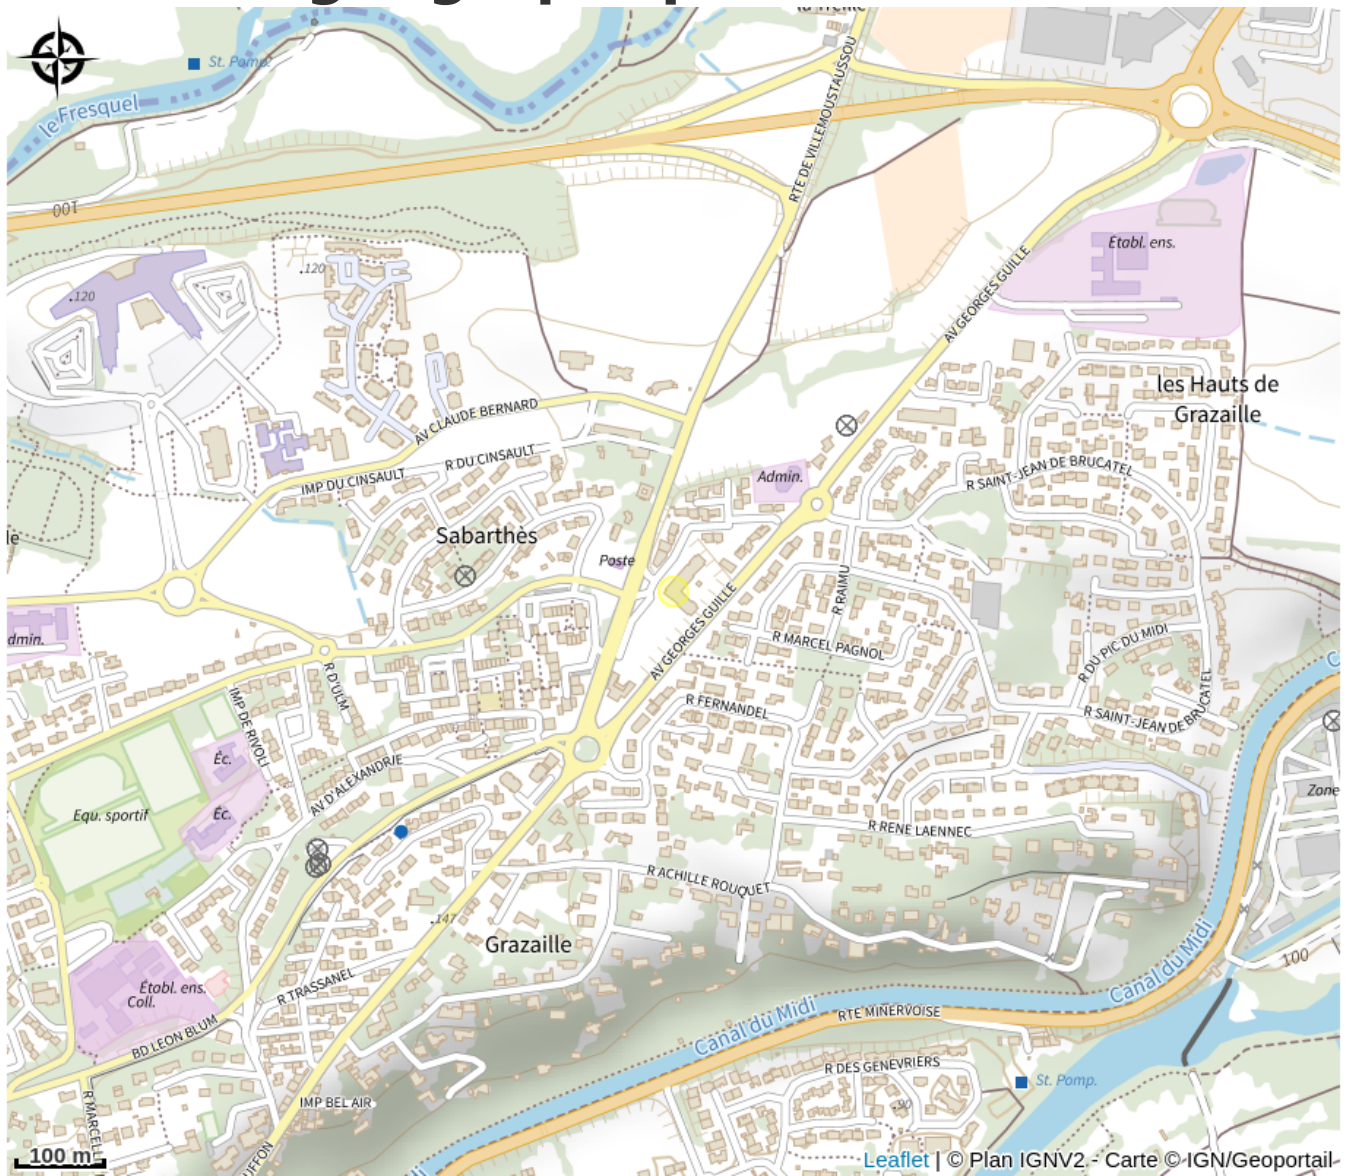 la Treille
St. Pomp.
le Fresquel
RTE DE VILLEMOUSTAUSSOU
100
Établ. ens.
.120
.120
AV GEORGES GUILLE
les Hauts de
Grazaille
AV CLAUDE BERNARD
R DU CINSAULT
IMP DU CINSAULT
Admin.
R SAINT-JEAN DE BRUCATEL
Sabarthès
Poste
R RAIMU
AV GEORGES GUILLE
R MARCEL PAGNOL
R DU PIC DU MIDI
R D'ULM
IMP DE RIVOLI
R FERNANDEL
R SAINT-JEAN DE BRUCATEL
Éc.
AV D'ALEXANDRIE
Equ. sportif
Éc.
Zone
R RENE LAENNEC
R ACHILLE ROUQUET
.147
Grazaille
Canal du Midi
100
Établ. ens.
Coll.
R TRASSANEL
Canal du Midi
RTE MINERVOISE
BD LEON BLUM
R DES GENEVRIERS
St. Pomp.
R MARCEL
IMP BEL AIR
.90
100 m
Leaflet | © Plan IGNV2 - Carte © IGN/Geoportail